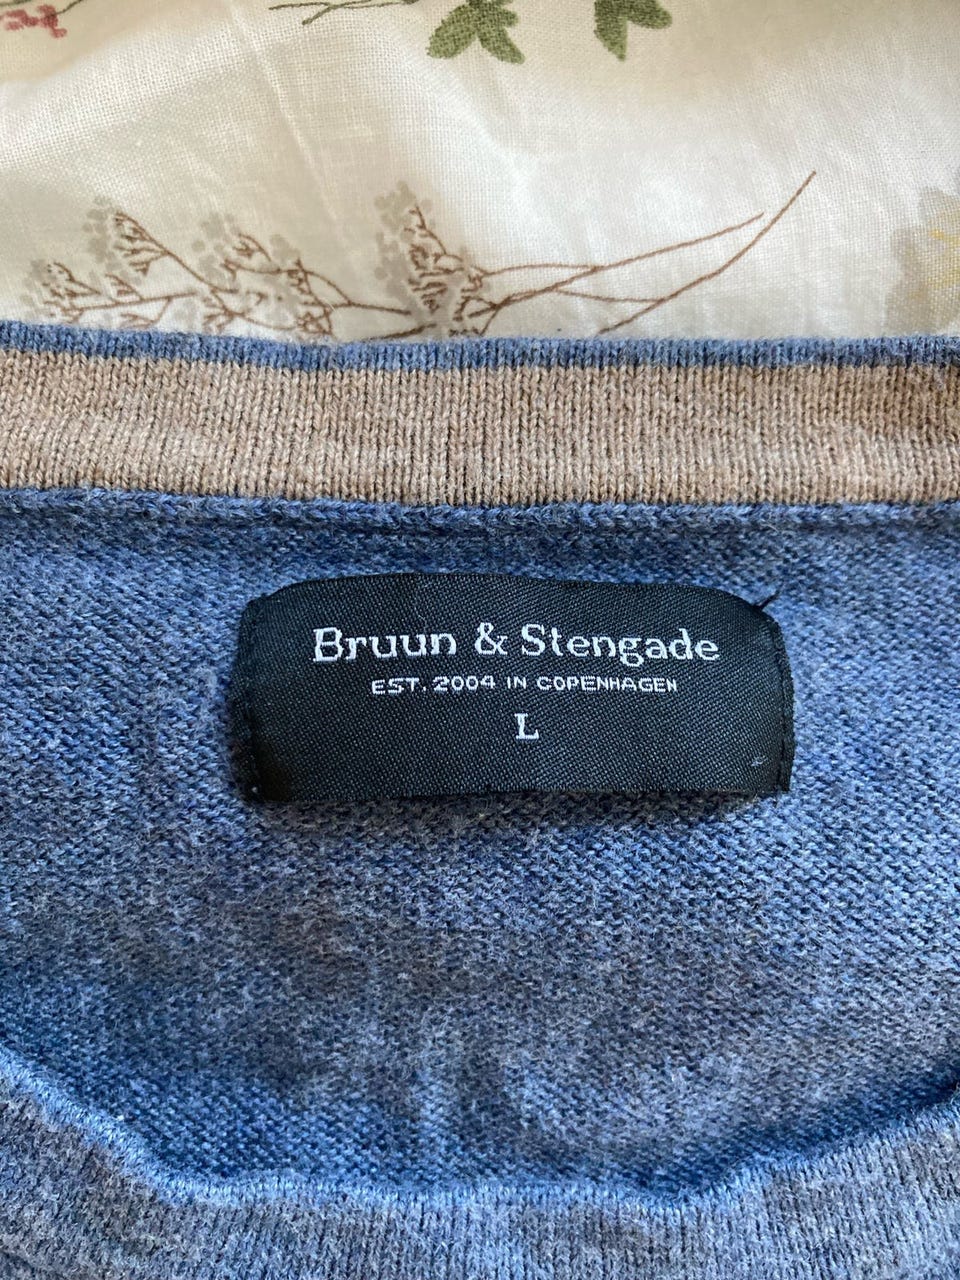 Bruun & Stengade
EST. 2004 IN COPENHAGEN
L